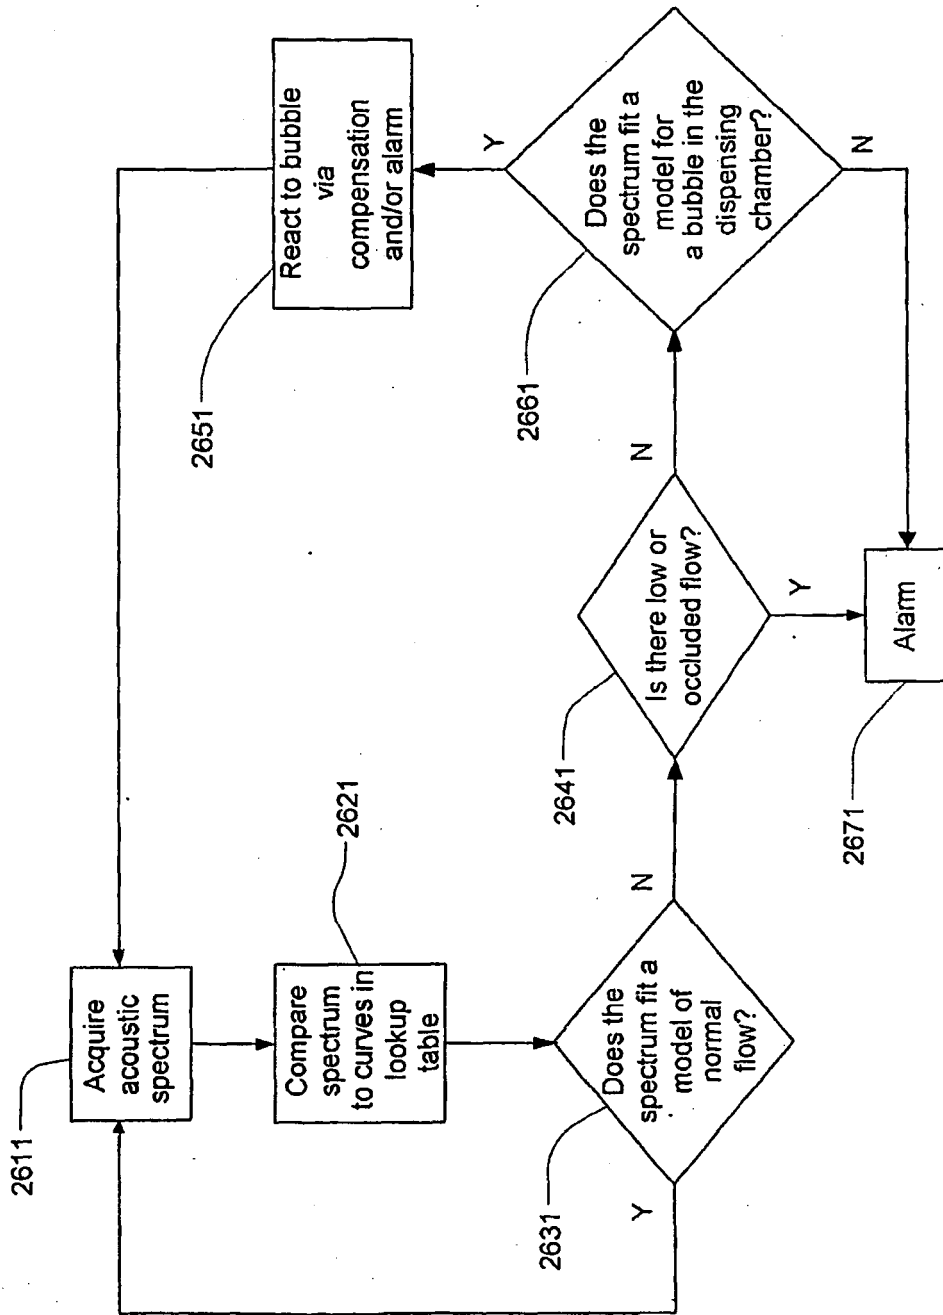 2611
Acquire
acoustic
spectrum
2621
Compare
spectrum
to curves in
lookup
table
2631
Does the
spectrum fit a
model of
normal
flow?
Y
N
2641
Is there low or
occluded flow?
Y
N
2661
Does the
spectrum fit a
model for
a bubble in the
dispensing
chamber?
Y
N
2651
React to bubble
via
compensation
and/or alarm
2671
Alarm